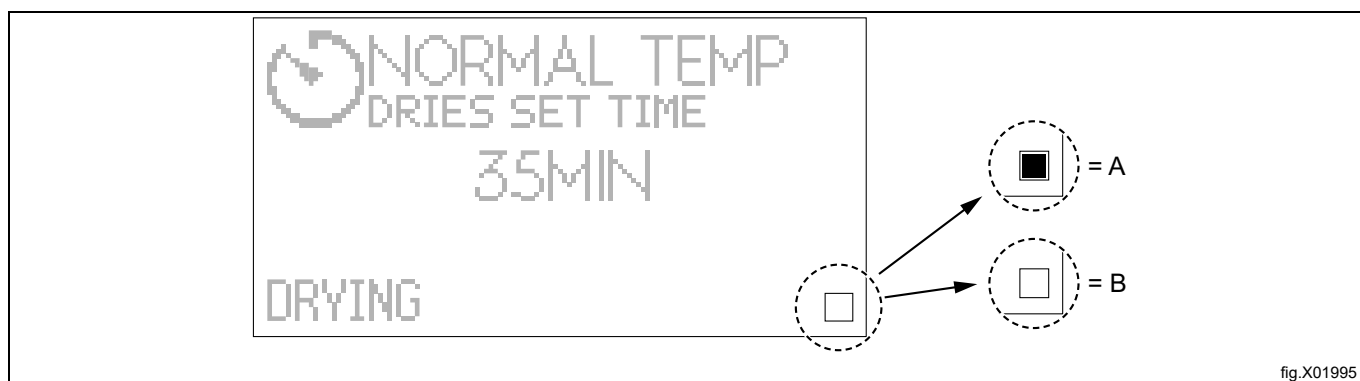 NORMAL TEMP
DRIES SET TIME
35MIN
DRYING
= A
= B
fig.X01995